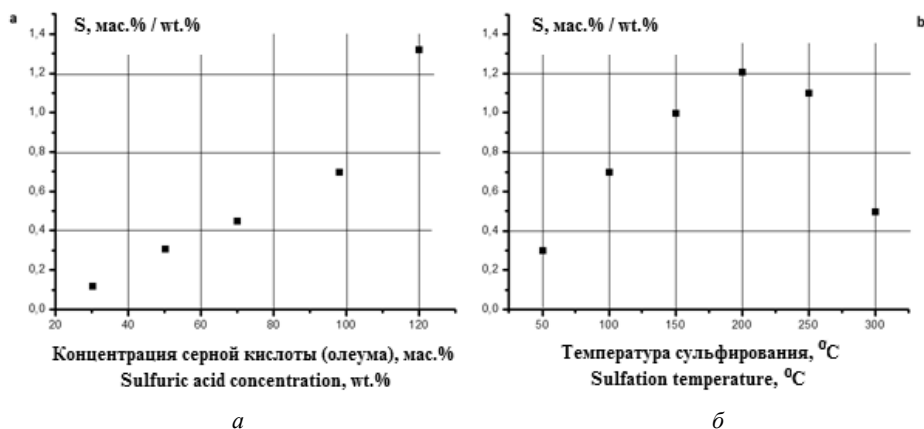 a
S, мас.% / wt.%
1,4
1,2
1,0
0,8
0,6
0,4
0,2
0,0
20 40 60 80 100 120
Концентрация серной кислоты (олеума), мас.%
Sulfuric acid concentration, wt.%
а
b
S, мас.% / wt.%
1,4
1,2
1,0
0,8
0,6
0,4
0,2
0,0
50 100 150 200 250 300
Температура сульфирования, ⁰C
Sulfation temperature, ⁰C
б